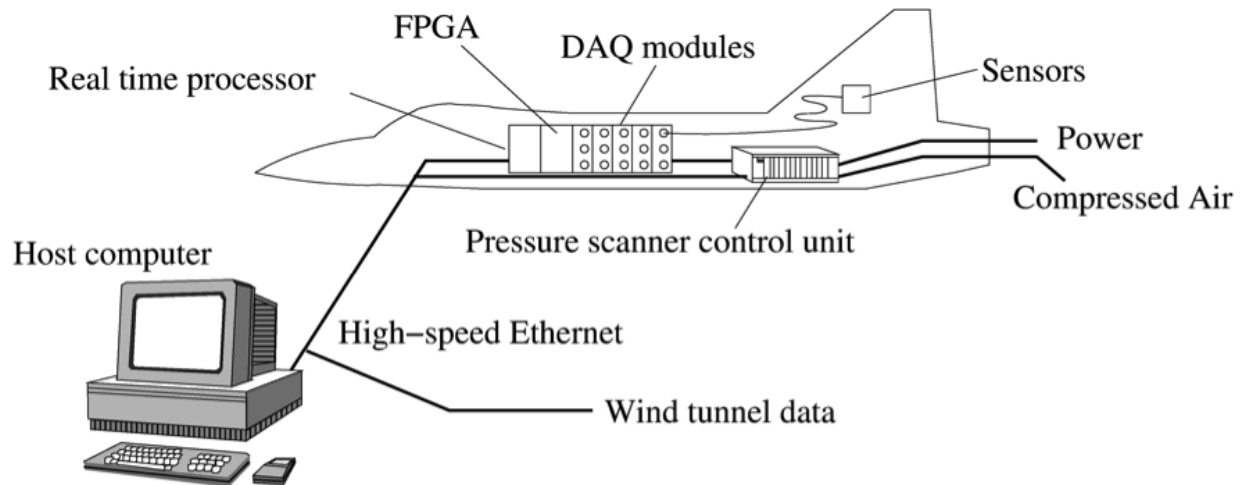 FPGA
DAQ modules
Real time processor
Sensors
Power
Compressed Air
Pressure scanner control unit
Host computer
High–speed Ethernet
Wind tunnel data